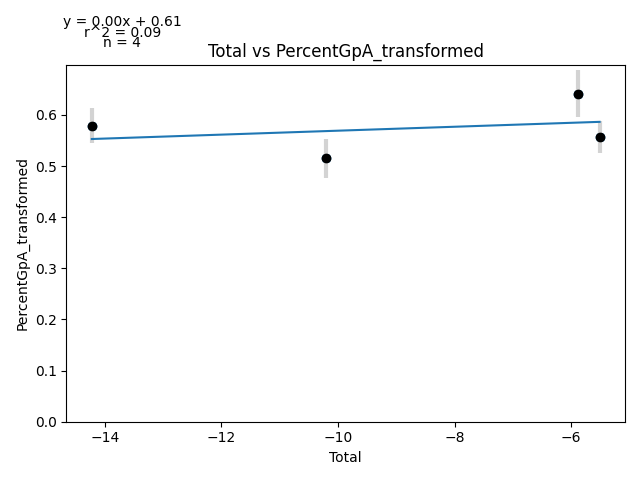 y = 0.00x + 0.61
r^2 = 0.09
n = 4
Total vs PercentGpA_transformed
PercentGpA_transformed
0.6
0.5
0.4
0.3
0.2
0.1
0.0
−14 −12 −10 −8 −6
Total